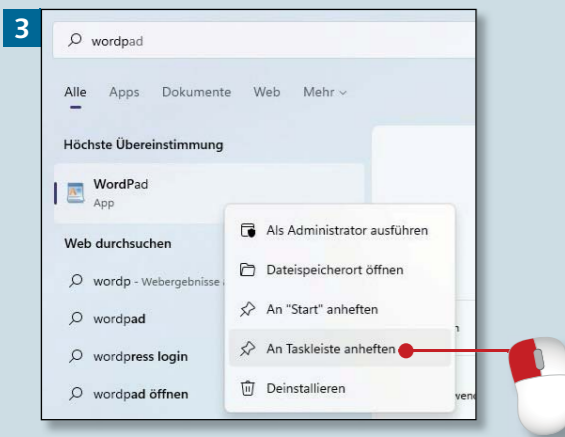 3
wordpad
Alle Apps Dokumente Web Mehr
Höchste Übereinstimmung
WordPad
App
Als Administrator ausführen
Web durchsuchen
Dateispeicherort öffnen
wordp - Webergebnisse
An "Start" anheften
wordpad
An Taskleiste anheften
wordpress login
Deinstallieren
wordpad öffnen